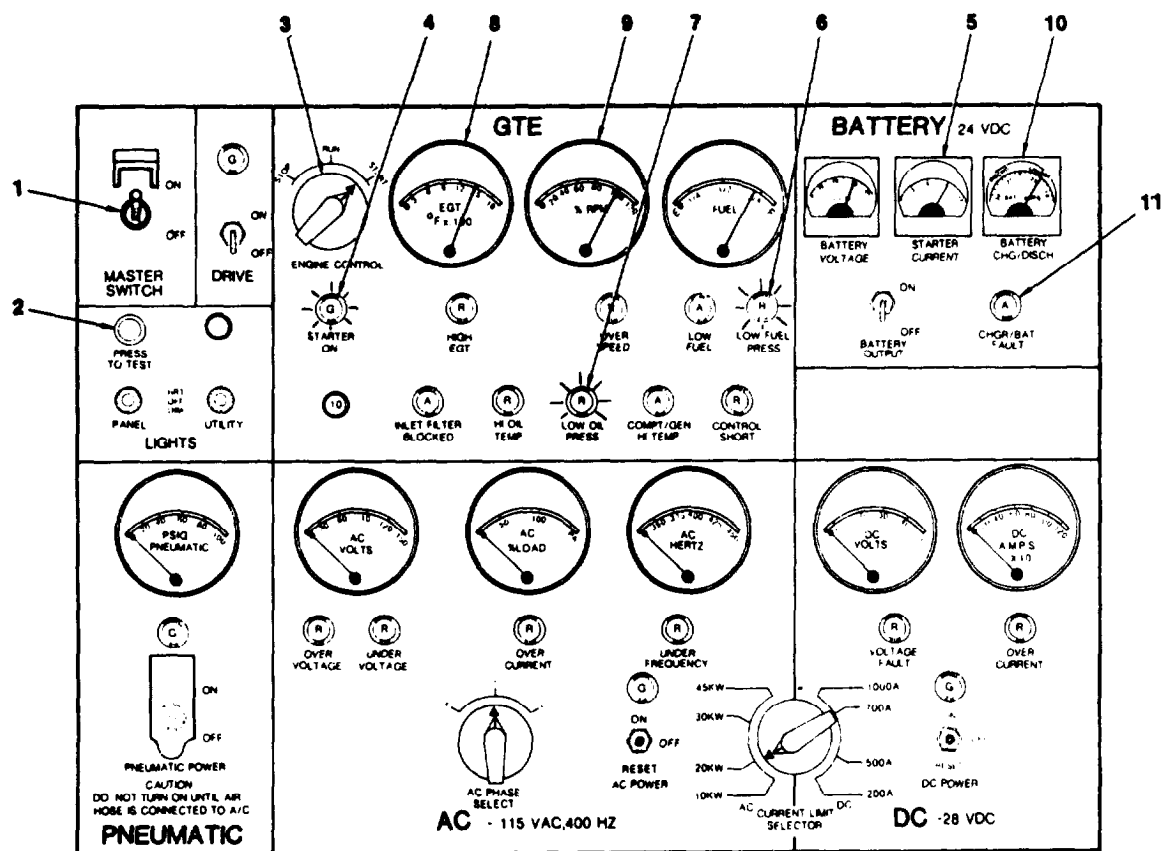 3 4 8 9 7 6 5 10
1
2
11
GTE
BATTERY 24 VDC
G
ON
OFF
ON
OFF
MASTER
SWITCH
DRIVE
STOP
RUN
START
ENGINE CONTROL
EGT
°F x 100
% RPM
FUEL
BATTERY
VOLTAGE
STARTER
CURRENT
BATTERY
CHG/DISCH
G
STARTER
ON
R
HIGH
EGT
OVER
SPEED
A
LOW
FUEL
LOW FUEL
PRESS
ON
OFF
BATTERY
OUTPUT
A
CHGR/BAT
FAULT
PRESS
TO TEST
PANEL
UTILITY
LIGHTS
10
A
INLET FILTER
BLOCKED
R
HI OIL
TEMP
R
LOW OIL
PRESS
A
COMPT/GEN
HI TEMP
R
CONTROL
SHORT
PSIG
PNEUMATIC
AC
VOLTS
50 100
AC
%LOAD
AC
HERTZ
DC
VOLTS
DC
AMPS
x 10
G
R
OVER
VOLTAGE
R
UNDER
VOLTAGE
R
OVER
CURRENT
R
UNDER
FREQUENCY
R
VOLTAGE
FAULT
R
OVER
CURRENT
ON
OFF
PNEUMATIC POWER
CAUTION
DO NOT TURN ON UNTIL AIR
HOSE IS CONNECTED TO A/C
PNEUMATIC
AC PHASE
SELECT
G
ON
OFF
RESET
AC POWER
45KW
30KW
20KW
10KW
1000A
700A
500A
200A
AC
DC
CURRENT LIMIT
SELECTOR
G
RESET
DC POWER
AC - 115 VAC, 400 HZ
DC -28 VDC